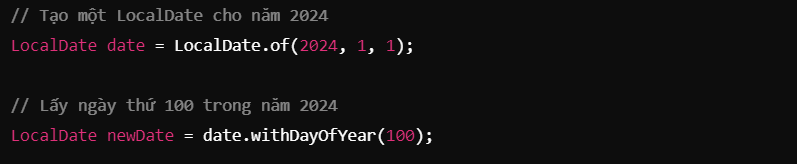 // Tạo một LocalDate cho năm 2024
LocalDate date = LocalDate.of(2024, 1, 1);
// Lấy ngày thứ 100 trong năm 2024
LocalDate newDate = date.withDayOfYear(100);